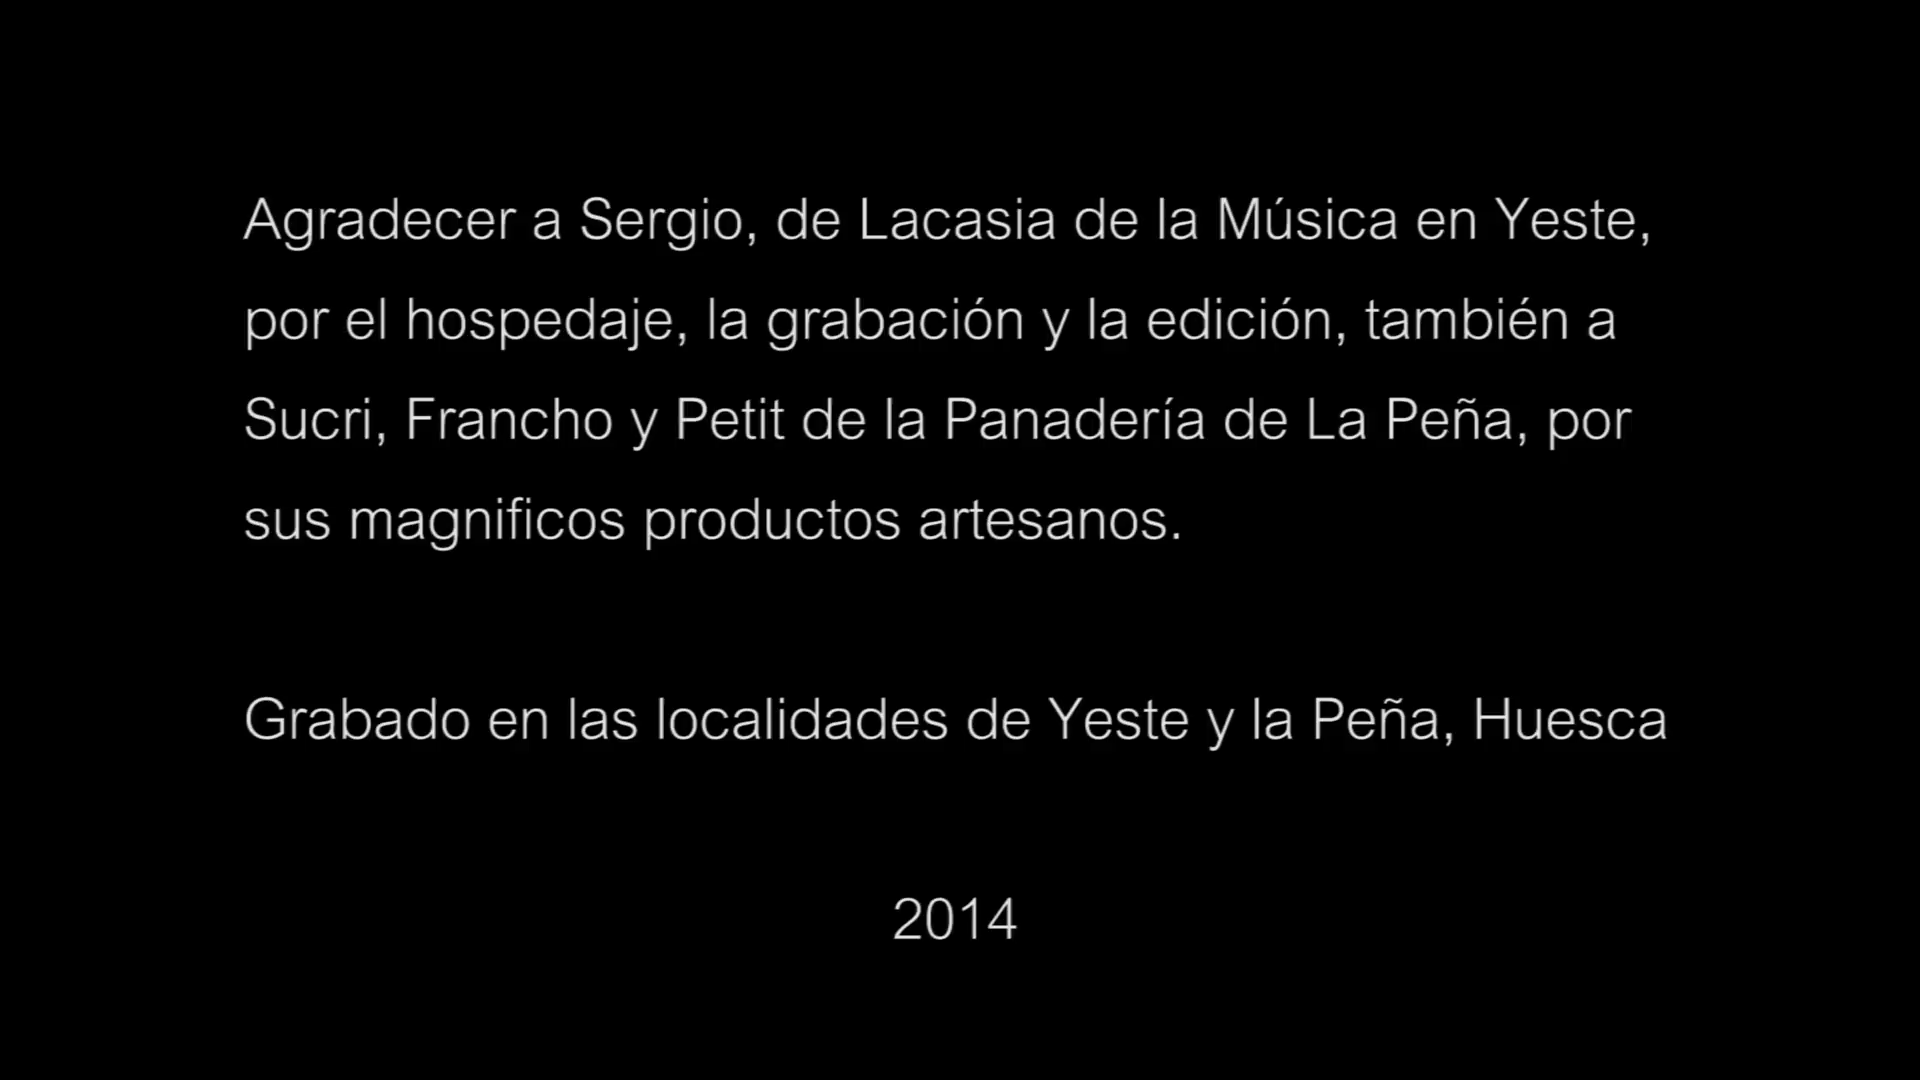 Agradecer a Sergio, de Lacasia de la Música en Yeste,
por el hospedaje, la grabación y la edición, también a
Sucri, Francho y Petit de la Panadería de La Peña, por
sus magnificos productos artesanos.
Grabado en las localidades de Yeste y la Peña, Huesca
2014